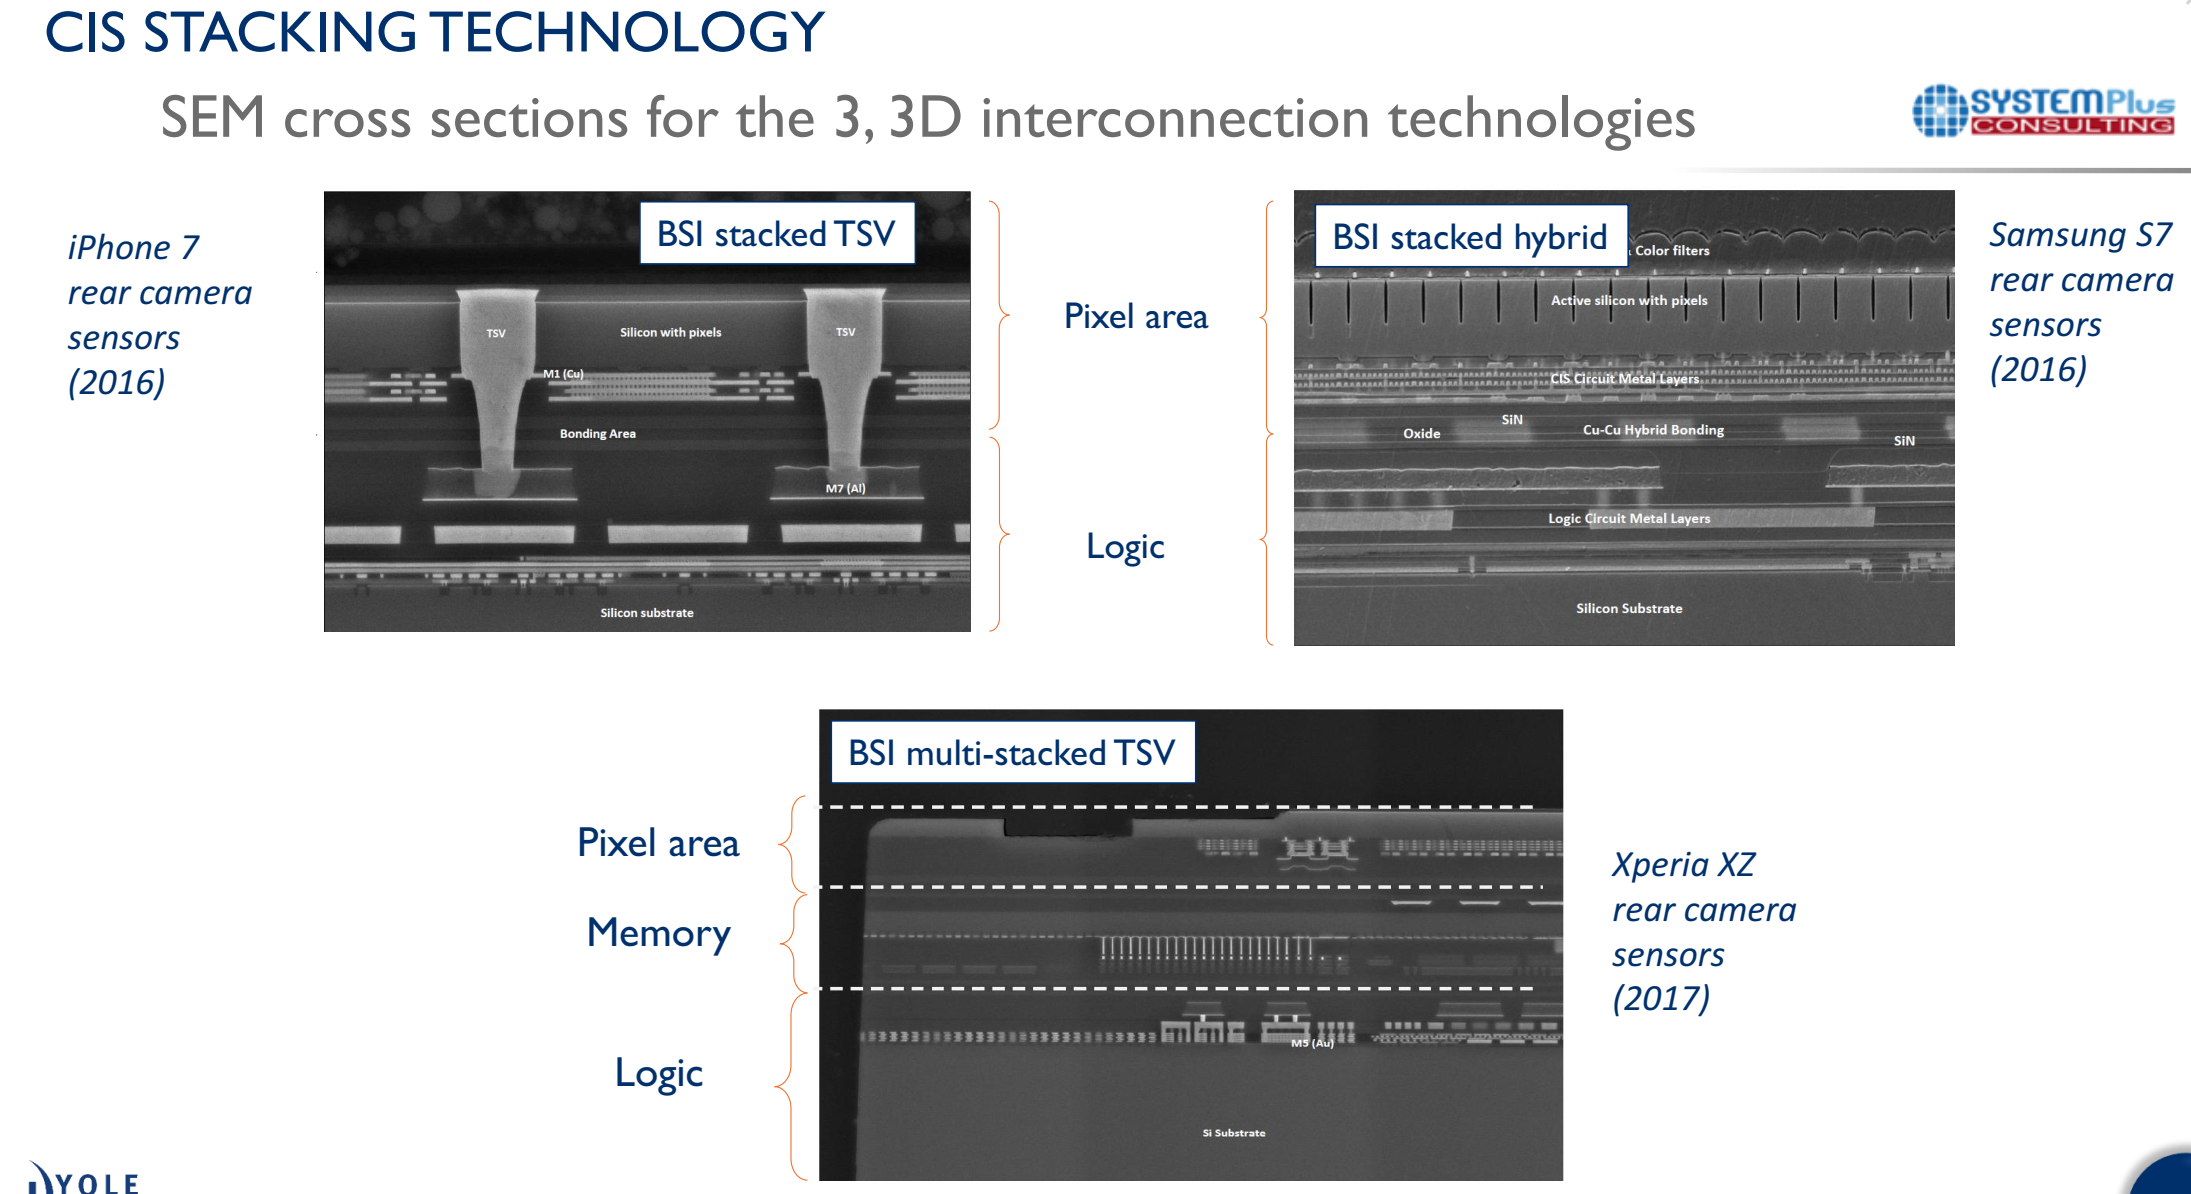 CIS STACKING TECHNOLOGY
SEM cross sections for the 3, 3D interconnection technologies
SYSTEMPlus
CONSULTING
iPhone 7
rear camera
sensors
(2016)
BSI stacked TSV
TSV
Silicon with pixels
TSV
M1 (Cu)
Bonding Area
M7 (Al)
Silicon substrate
Pixel area
Logic
BSI stacked hybrid
Color filters
Active silicon with pixels
CIS Circuit Metal Layers
SiN
Oxide
Cu-Cu Hybrid Bonding
SiN
Logic Circuit Metal Layers
Silicon Substrate
Samsung S7
rear camera
sensors
(2016)
BSI multi-stacked TSV
Pixel area
Memory
Logic
M5 (Au)
Si Substrate
Xperia XZ
rear camera
sensors
(2017)
YOLE